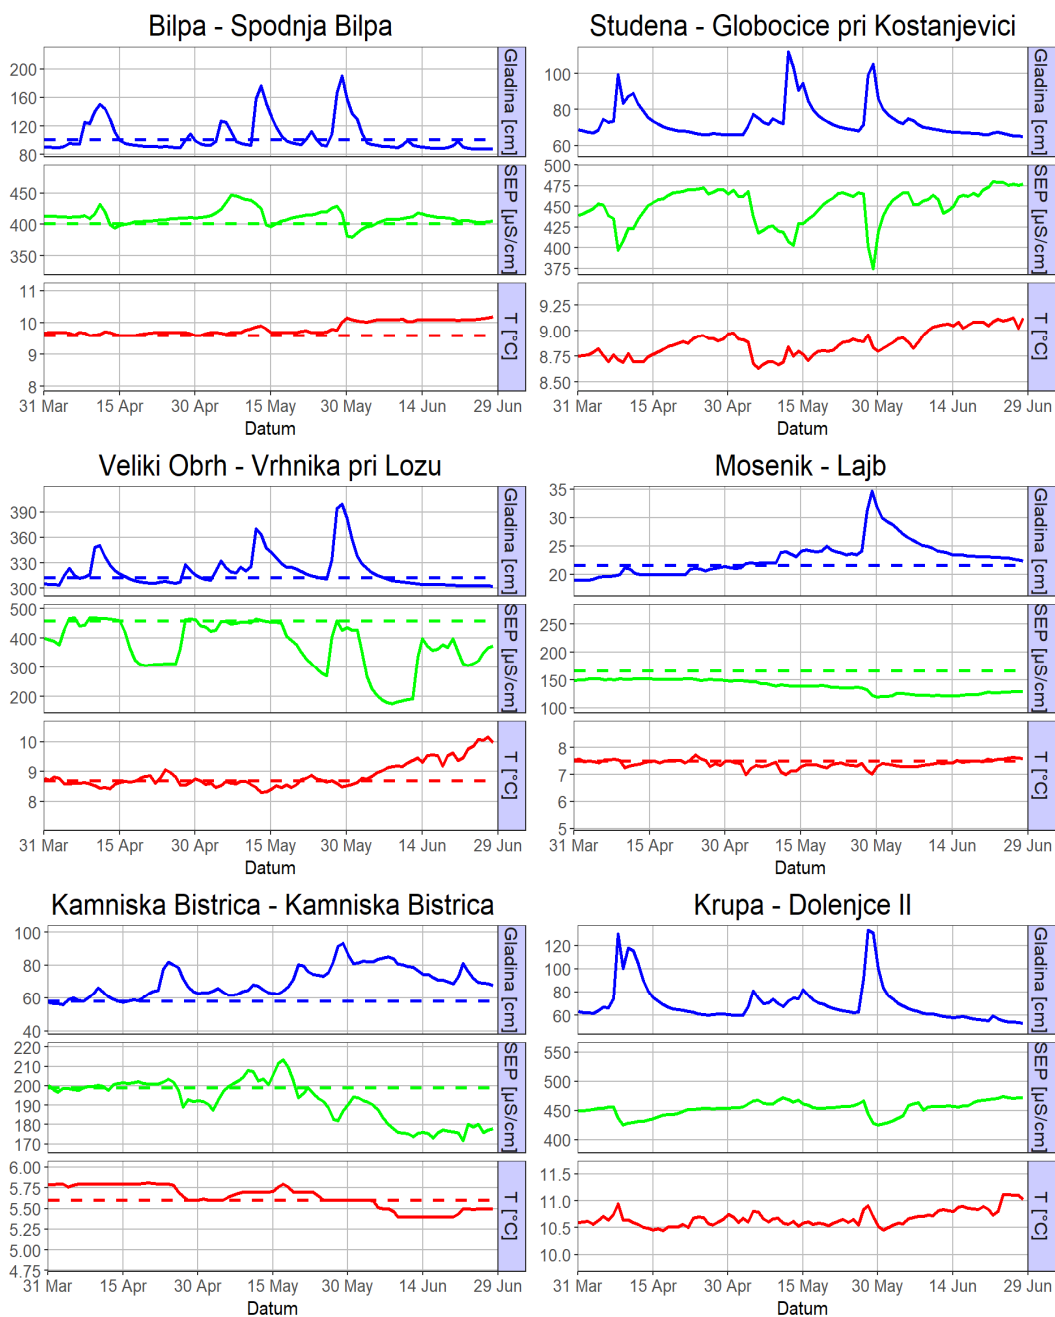 Bilpa - Spodnja Bilpa
200
160
120
80
Gladina [cm]
450
400
350
SEP [µS/cm]
11
10
9
8
T [°C]
31 Mar 15 Apr 30 Apr 15 May 30 May 14 Jun 29 Jun
Datum
Studena - Globocice pri Kostanjevici
100
80
60
Gladina [cm]
500
475
450
425
400
375
SEP [µS/cm]
9.25
9.00
8.75
8.50
T [°C]
31 Mar 15 Apr 30 Apr 15 May 30 May 14 Jun 29 Jun
Datum
Veliki Obrh - Vrhnika pri Lozu
390
360
330
300
Gladina [cm]
500
400
300
200
SEP [µS/cm]
10
9
8
T [°C]
31 Mar 15 Apr 30 Apr 15 May 30 May 14 Jun 29 Jun
Datum
Mosenik - Lajb
35
30
25
20
Gladina [cm]
250
200
150
100
SEP [µS/cm]
8
7
6
5
T [°C]
31 Mar 15 Apr 30 Apr 15 May 30 May 14 Jun 29 Jun
Datum
Kamniska Bistrica - Kamniska Bistrica
100
80
60
40
Gladina [cm]
220
210
200
190
180
170
SEP [µS/cm]
6.00
5.75
5.50
5.25
5.00
4.75
T [°C]
31 Mar 15 Apr 30 Apr 15 May 30 May 14 Jun 29 Jun
Datum
Krupa - Dolenjce II
120
100
80
60
Gladina [cm]
550
500
450
400
SEP [µS/cm]
11.5
11.0
10.5
10.0
T [°C]
31 Mar 15 Apr 30 Apr 15 May 30 May 14 Jun 29 Jun
Datum